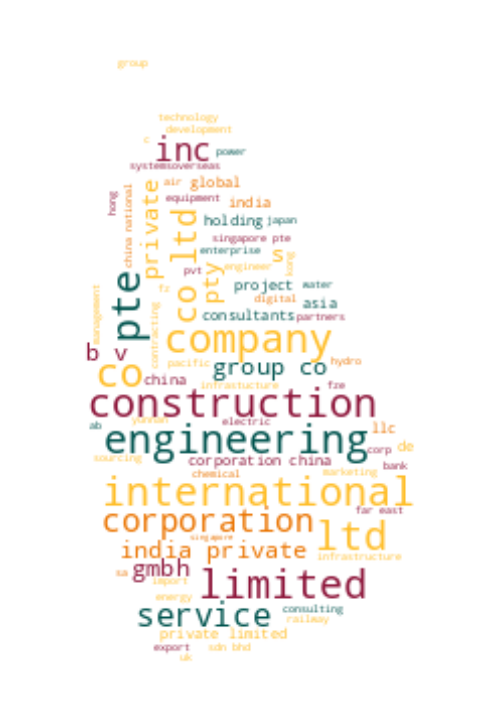 group
technology
development
c
inc
power
systemsoverseas
air
global
hong
china national
private
equipment
india
co ltd
holding
japan
singapore pte
enterprise
s
pvt
pty
engineer
kong
pte
project
water
digital
asia
management
contracting
consultants
partners
company
b v
co
pacific
group co
hydro
china
infrastucture
fze
construction
ab
yunnan
electric
llc
engineering
corp
de
sourcing
corporation china
bank
chemical
marketing
international
corporation
far east
ltd
singapore
india private
infrastructure
gmbh
sa
import
limited
energy
service
consulting
railway
private limited
export
sdn bhd
uk